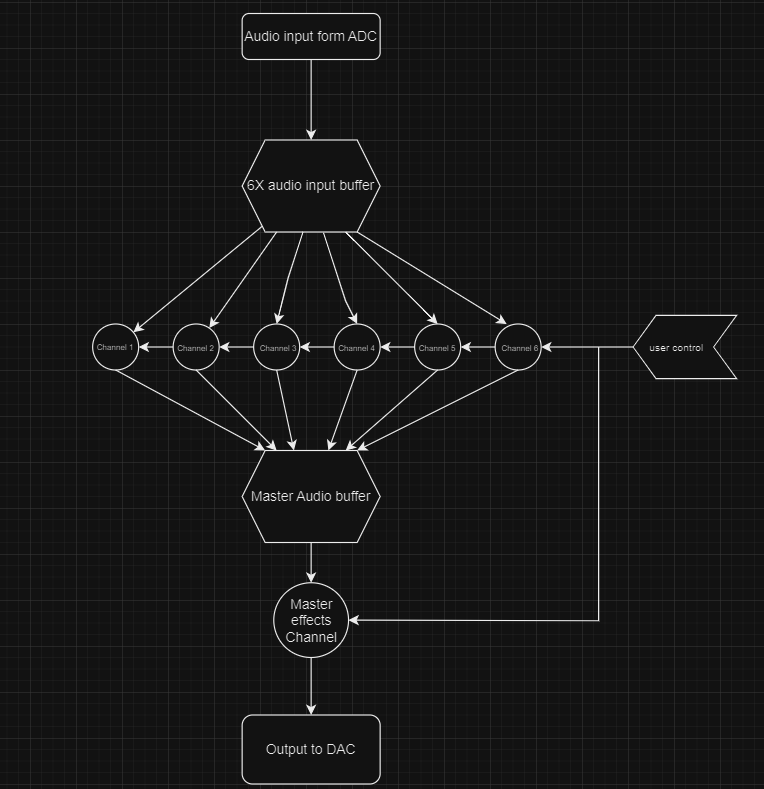 Audio input form ADC
6X audio input buffer
Channel 1
Channel 2
Channel 3
Channel 4
Channel 5
Channel 6
user control
Master Audio buffer
Master
effects
Channel
Output to DAC